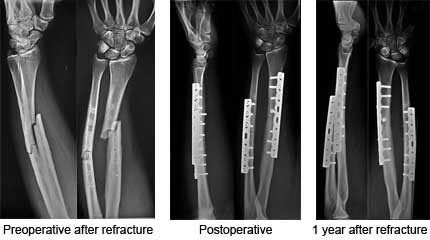 Preoperative after refracture
Postoperative
1 year after refracture